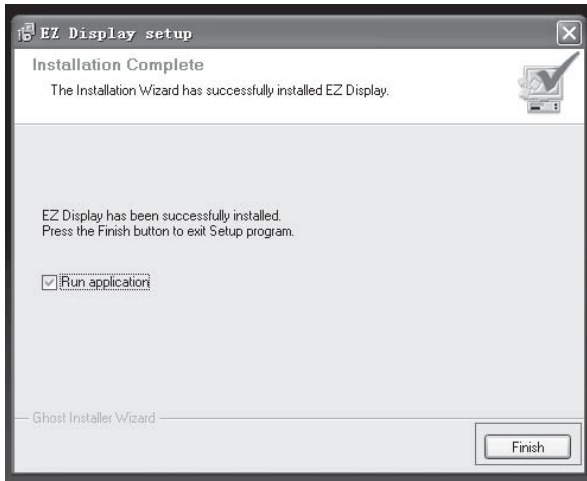 EZ Display setup
Installation Complete
The Installation Wizard has successfully installed EZ Display.
EZ Display has been successfully installed.
Press the Finish button to exit Setup program.
Run application
Ghost Installer Wizard
Finish